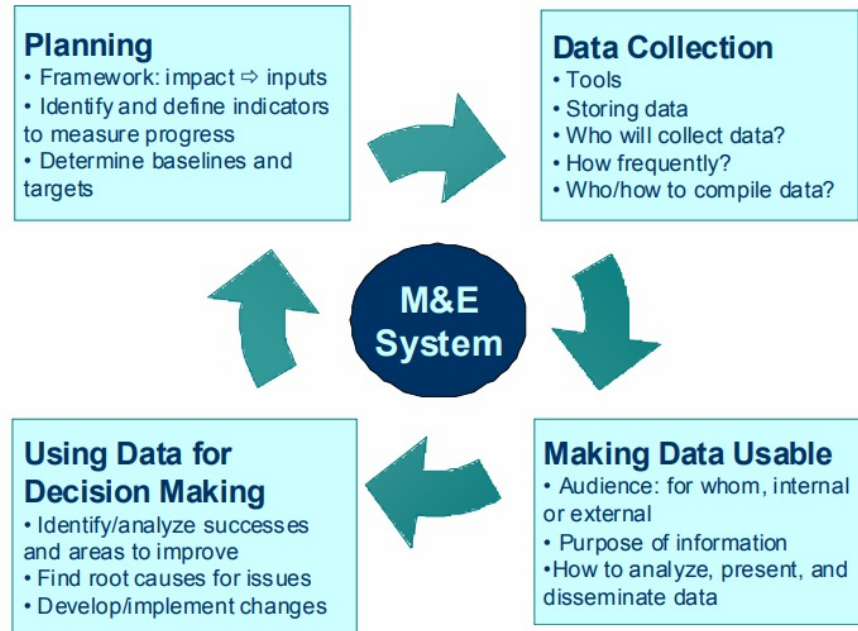 Planning
• Framework: impact ⇨ inputs
• Identify and define indicators
to measure progress
• Determine baselines and
targets
Data Collection
• Tools
• Storing data
• Who will collect data?
• How frequently?
• Who/how to compile data?
M&E
System
Using Data for
Decision Making
• Identify/analyze successes
and areas to improve
• Find root causes for issues
• Develop/implement changes
Making Data Usable
• Audience: for whom, internal
or external
• Purpose of information
•How to analyze, present, and
disseminate data